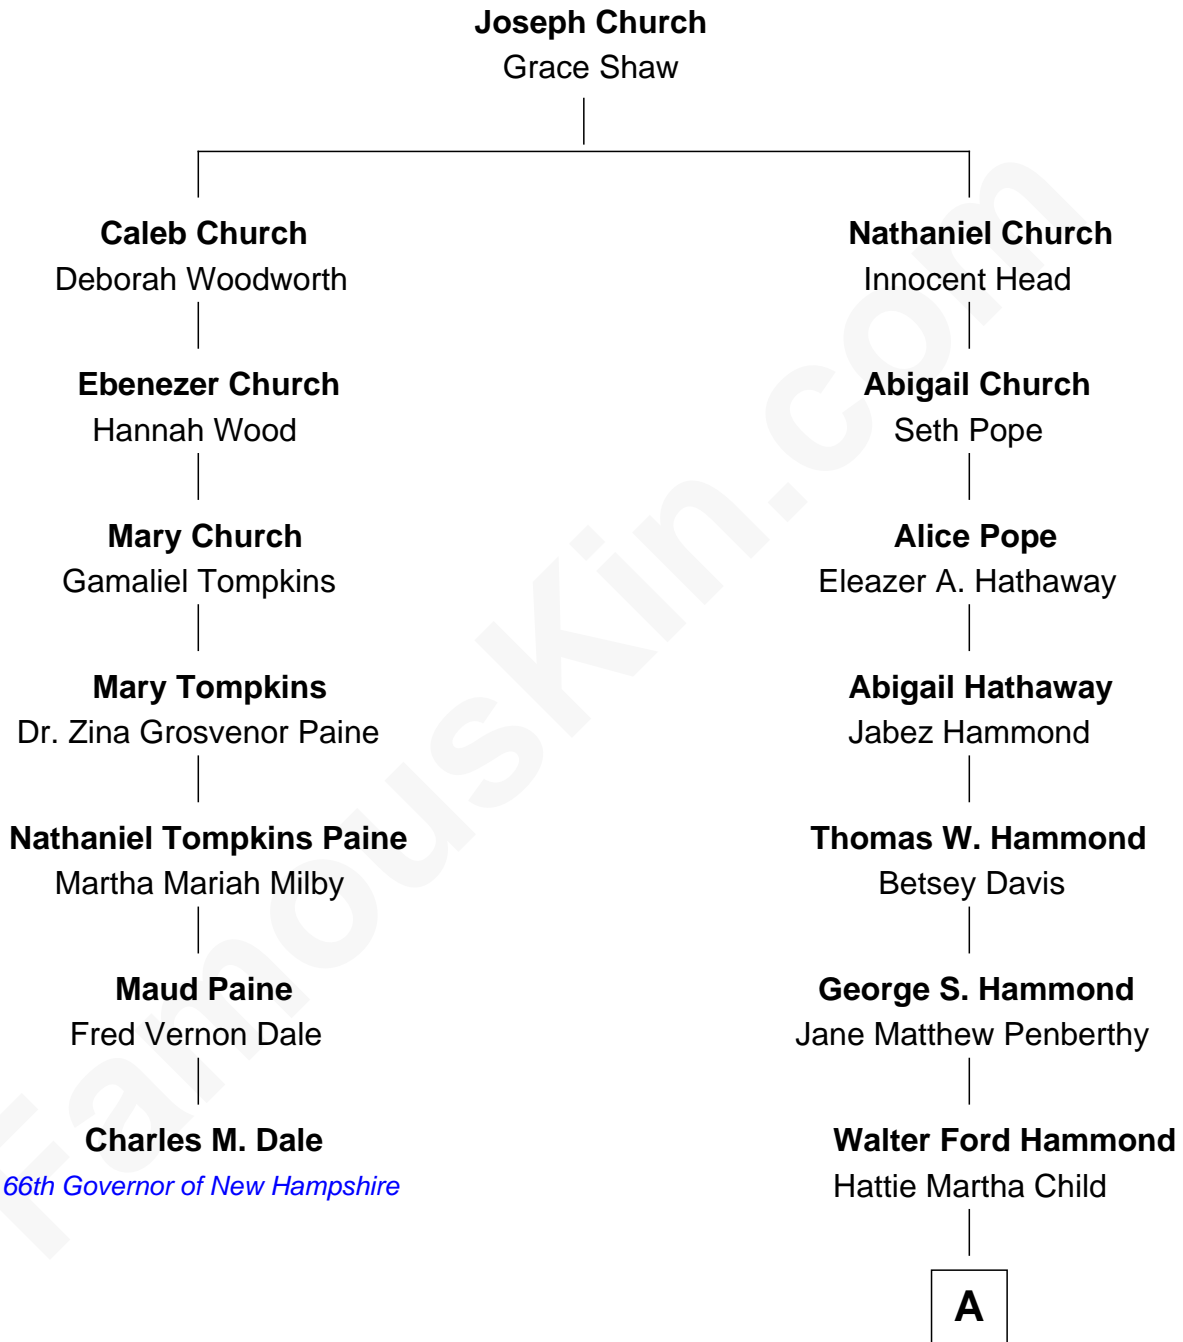 Joseph Church
Grace Shaw
Caleb Church
Deborah Woodworth
Nathaniel Church
Innocent Head
Ebenezer Church
Hannah Wood
Abigail Church
Seth Pope
Mary Church
Gamaliel Tompkins
Alice Pope
Eleazer A. Hathaway
Mary Tompkins
Dr. Zina Grosvenor Paine
Abigail Hathaway
Jabez Hammond
Nathaniel Tompkins Paine
Martha Mariah Milby
Thomas W. Hammond
Betsey Davis
Maud Paine
Fred Vernon Dale
George S. Hammond
Jane Matthew Penberthy
Charles M. Dale
66th Governor of New Hampshire
Walter Ford Hammond
Hattie Martha Child
A
FamousKin.com